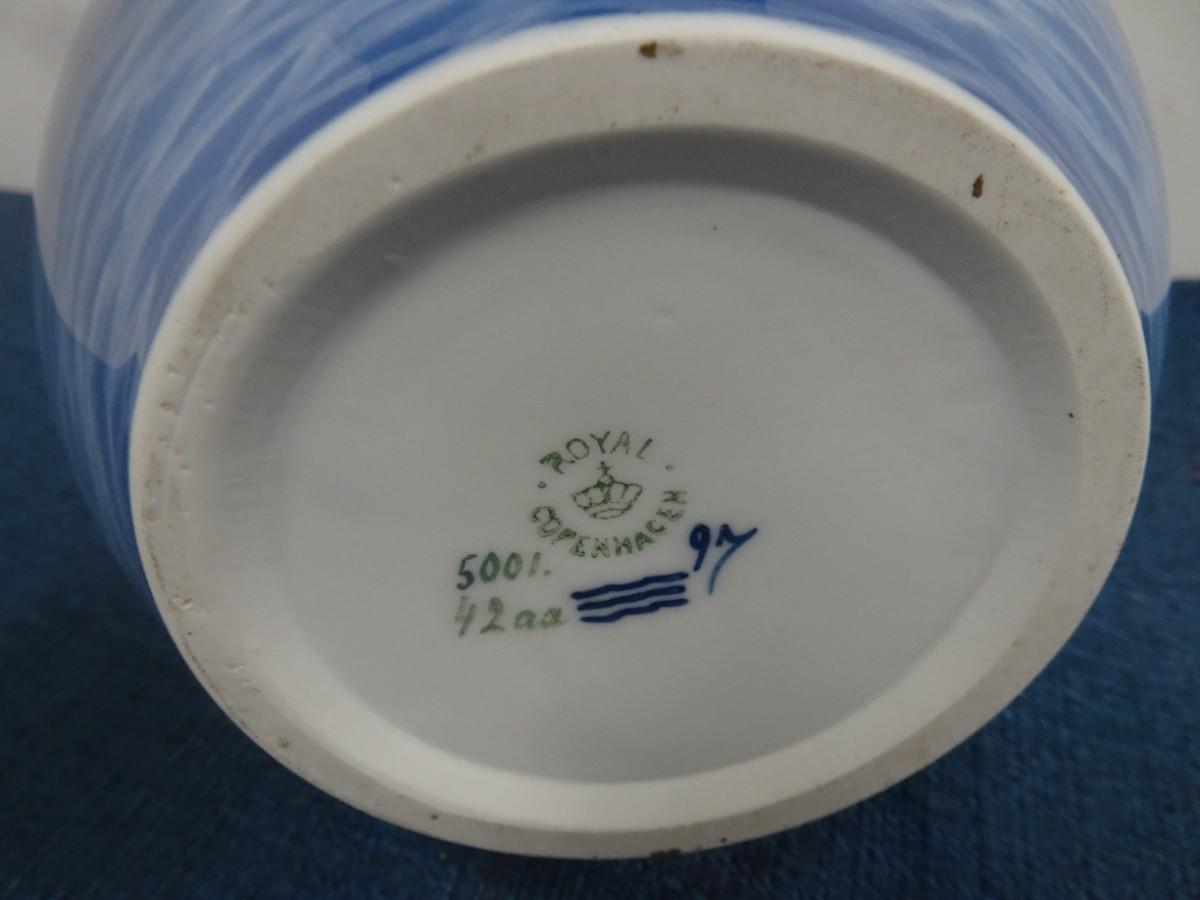 ROYAL
COPENHAGEN
5001.
42aa
97